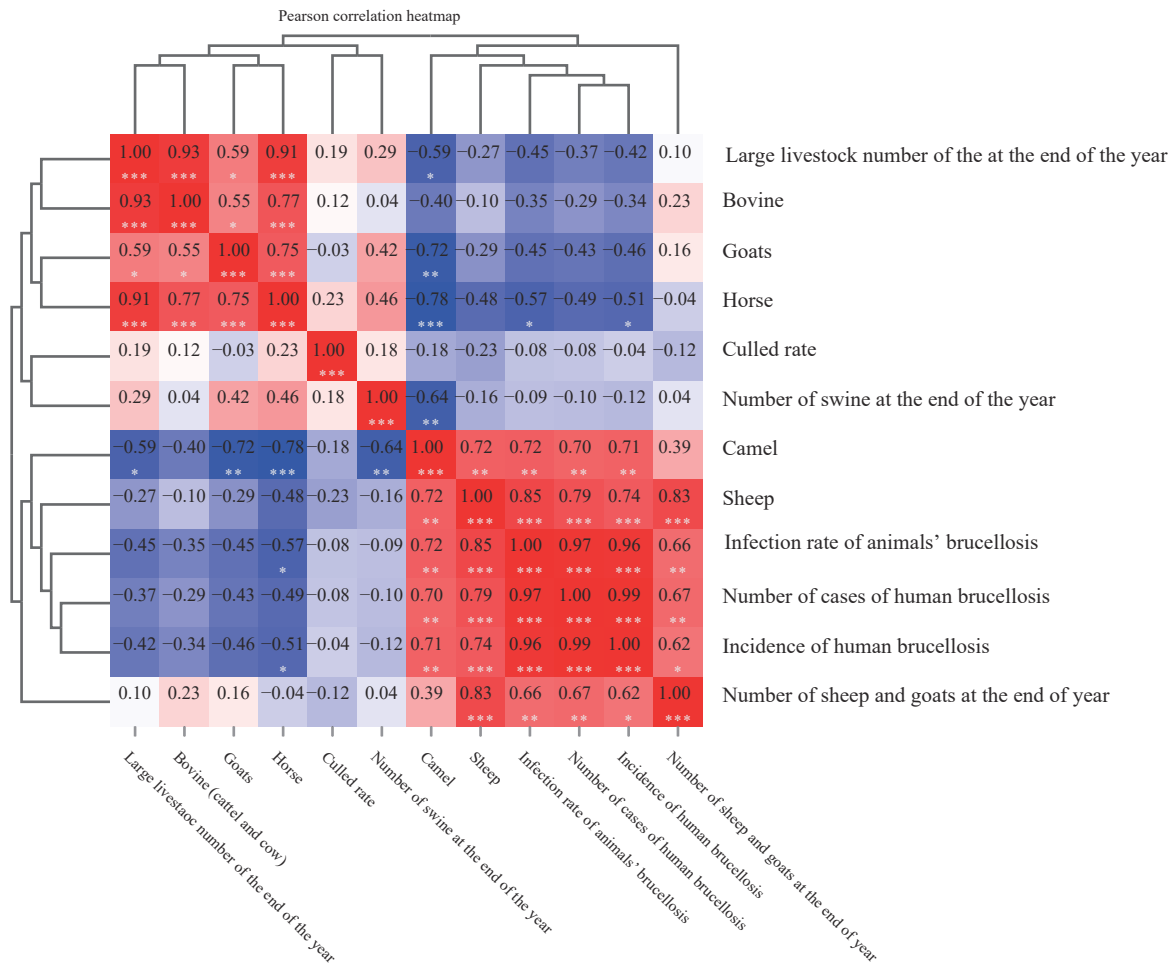 Pearson correlation heatmap
1.00 0.93 0.59 0.91 0.19 0.29 −0.59 −0.27 −0.45 −0.37 −0.42 0.10 Large livestock number of the at the end of the year
*** *** * *** *
0.93 1.00 0.55 0.77 0.12 0.04 −0.40 −0.10 −0.35 −0.29 −0.34 0.23 Bovine
*** *** * ***
0.59 0.55 1.00 0.75 −0.03 0.42 −0.72 −0.29 −0.45 −0.43 −0.46 0.16 Goats
* * *** *** **
0.91 0.77 0.75 1.00 0.23 0.46 −0.78 −0.48 −0.57 −0.49 −0.51 −0.04 Horse
*** *** *** *** *** * *
0.19 0.12 −0.03 0.23 1.00 0.18 −0.18 −0.23 −0.08 −0.08 −0.04 −0.12 Culled rate
***
0.29 0.04 0.42 0.46 0.18 1.00 −0.64 −0.16 −0.09 −0.10 −0.12 0.04 Number of swine at the end of the year
*** **
−0.59 −0.40 −0.72 −0.78 −0.18 −0.64 1.00 0.72 0.72 0.70 0.71 0.39 Camel
* ** *** ** *** ** ** ** **
−0.27 −0.10 −0.29 −0.48 −0.23 −0.16 0.72 1.00 0.85 0.79 0.74 0.83 Sheep
** *** *** *** *** ***
−0.45 −0.35 −0.45 −0.57 −0.08 −0.09 0.72 0.85 1.00 0.97 0.96 0.66 Infection rate of animals’ brucellosis
* ** *** *** *** *** **
−0.37 −0.29 −0.43 −0.49 −0.08 −0.10 0.70 0.79 0.97 1.00 0.99 0.67 Number of cases of human brucellosis
** *** *** *** *** **
−0.42 −0.34 −0.46 −0.51 −0.04 −0.12 0.71 0.74 0.96 0.99 1.00 0.62 Incidence of human brucellosis
* ** *** *** *** *** *
0.10 0.23 0.16 −0.04 −0.12 0.04 0.39 0.83 0.66 0.67 0.62 1.00 Number of sheep and goats at the end of year
*** ** ** * ***
Large livestaoc number of the end of the year
Bovine (cattel and cow)
Goats
Horse
Culled rate
Number of swine at the end of the year
Camel
Sheep
Infection rate of animals’ brucellosis
Number of cases of human brucellosis
Incidence of human brucellosis
Number of sheep and goats at the end of year